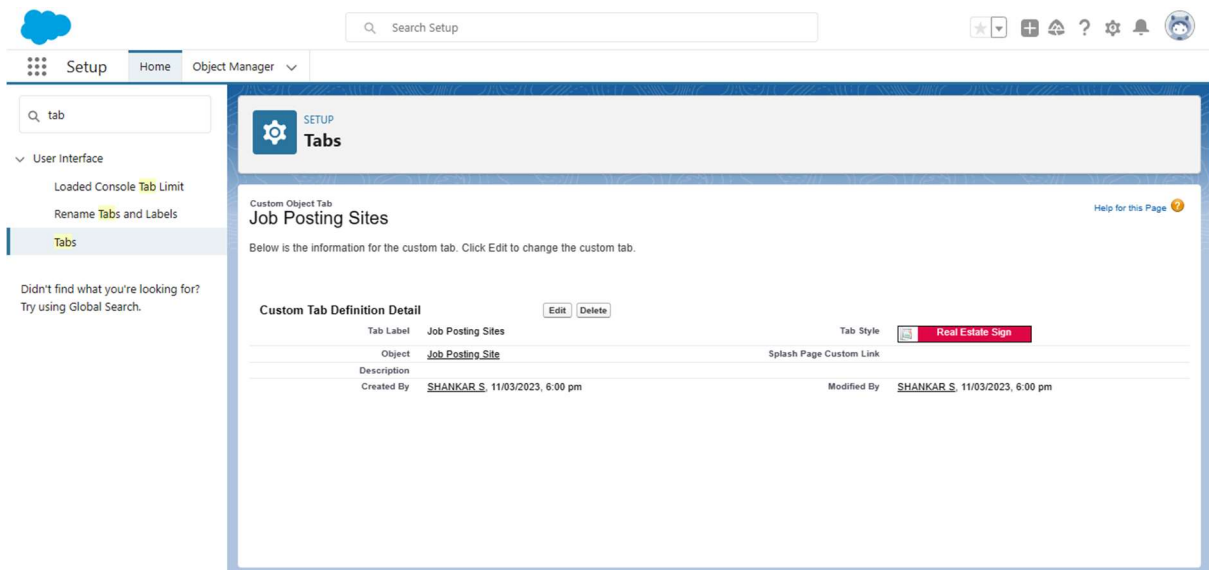 Search Setup
Setup
Home
Object Manager
tab
User Interface
Loaded Console Tab Limit
Rename Tabs and Labels
Tabs
Didn't find what you're looking for?
Try using Global Search.
SETUP
Tabs
Custom Object Tab
Job Posting Sites
Help for this Page
Below is the information for the custom tab. Click Edit to change the custom tab.
Custom Tab Definition Detail Edit Delete
Tab Label Job Posting Sites Tab Style Real Estate Sign
Object Job Posting Site Splash Page Custom Link
Description
Created By SHANKAR S, 11/03/2023, 6:00 pm Modified By SHANKAR S, 11/03/2023, 6:00 pm